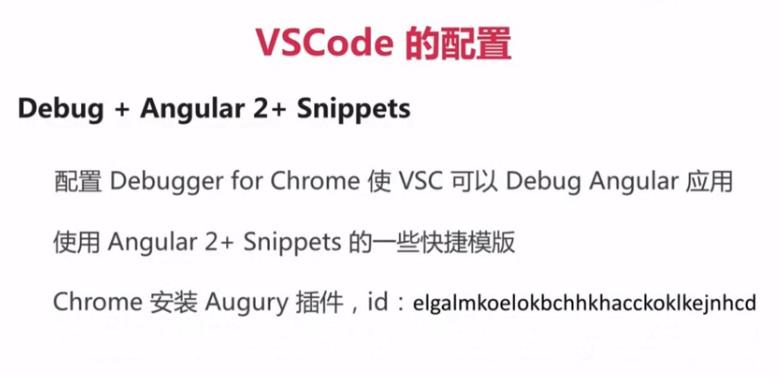 VSCode 的配置
Debug + Angular 2+ Snippets
配置 Debugger for Chrome 使 VSC 可以 Debug Angular 应用
使用 Angular 2+ Snippets 的一些快捷模版
Chrome 安装 Augury 插件，id：elgalmkoelokbchhkhacckoklkejnhcd